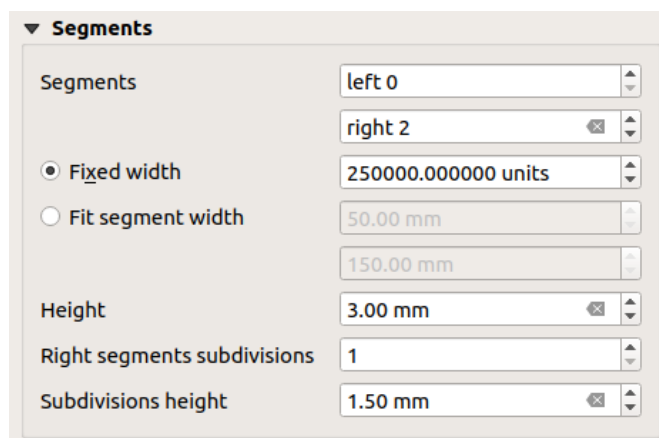 Segments
Segments left 0
right 2
Fixed width 250000.000000 units
Fit segment width 50.00 mm
150.00 mm
Height 3.00 mm
Right segments subdivisions 1
Subdivisions height 1.50 mm